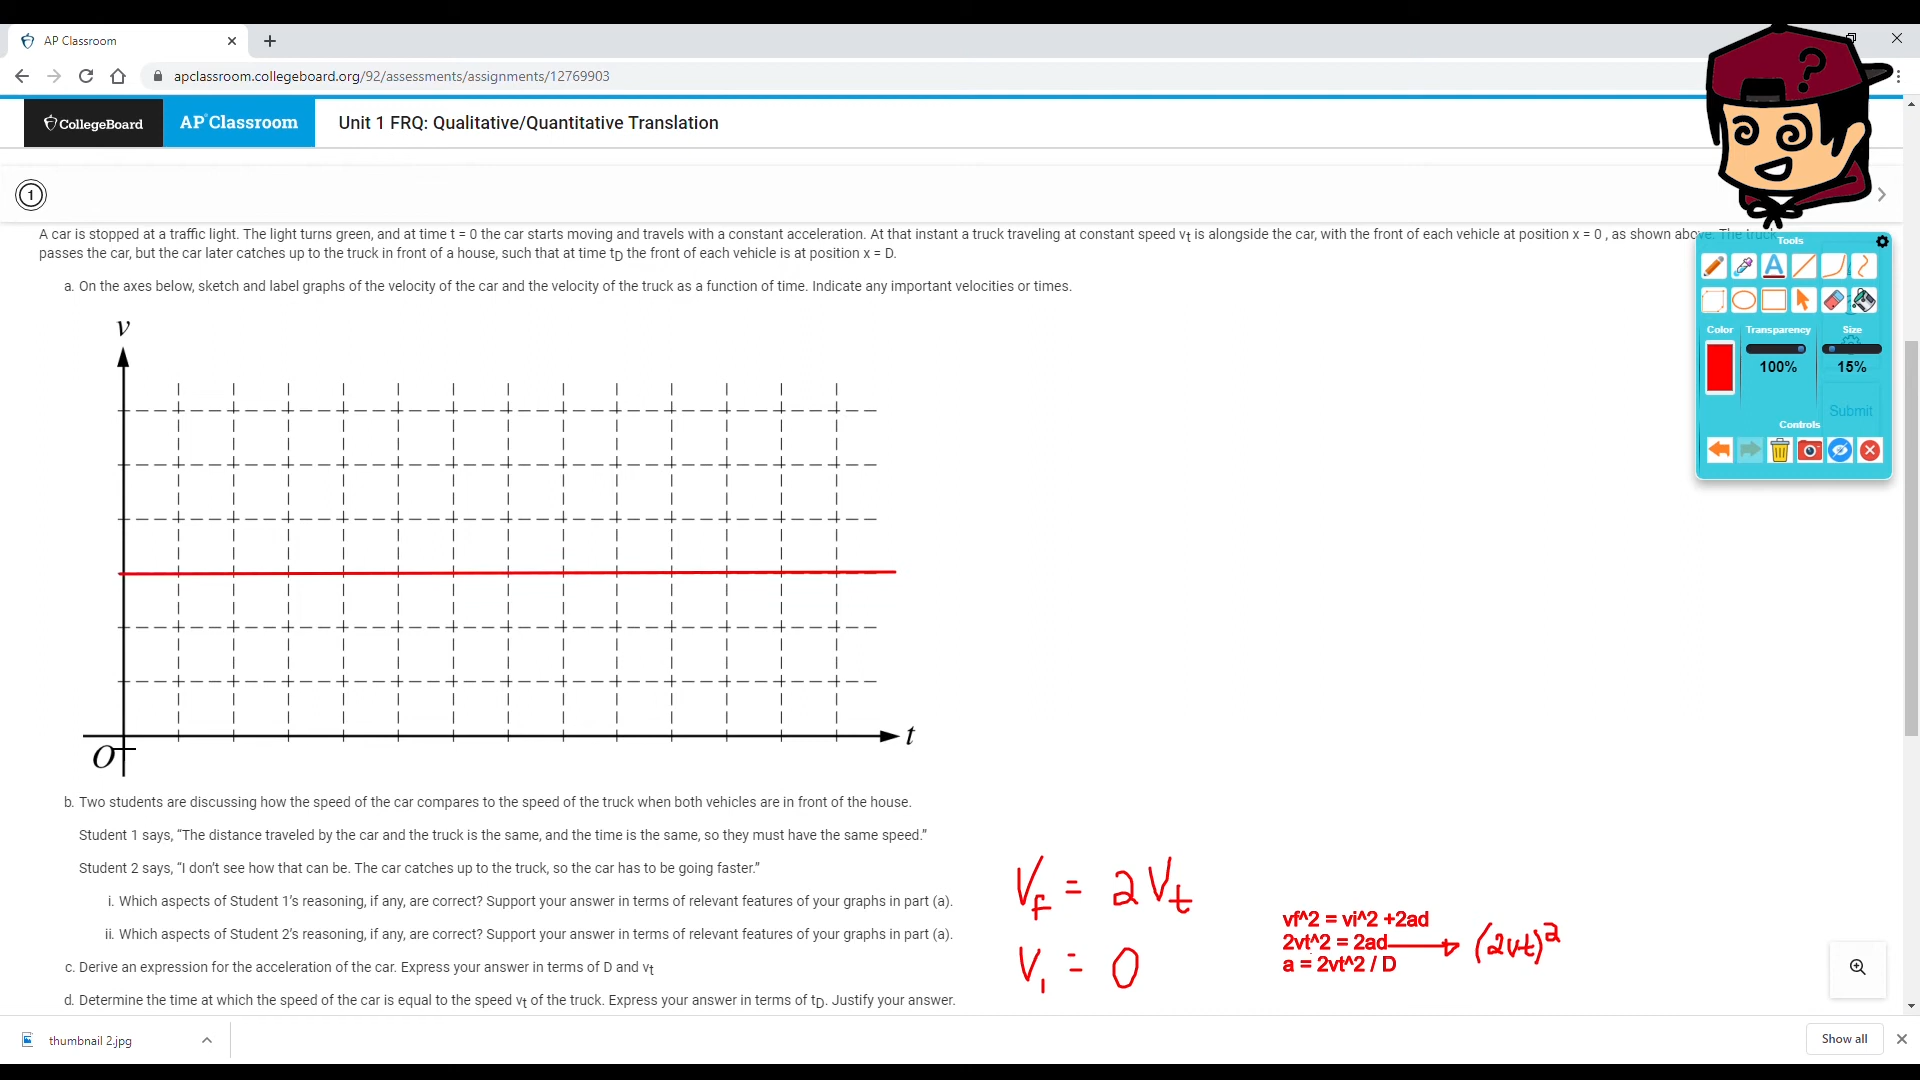 AP Classroom
apclassroom.collegeboard.org/92/assessments/assignments/12769903
CollegeBoard
AP Classroom
Unit 1 FRQ: Qualitative/Quantitative Translation
1
?
A car is stopped at a traffic light. The light turns green, and at time t = 0 the car starts moving and travels with a constant acceleration. At that instant a truck traveling at constant speed vt is alongside the car, with the front of each vehicle at position x = 0 , as shown above. The truck
passes the car, but the car later catches up to the truck in front of a house, such that at time tD the front of each vehicle is at position x = D.
a. On the axes below, sketch and label graphs of the velocity of the car and the velocity of the truck as a function of time. Indicate any important velocities or times.
Tools
A
Color Transparency Size
100% 15%
Submit
Controls
v
t
O
b. Two students are discussing how the speed of the car compares to the speed of the truck when both vehicles are in front of the house.
Student 1 says, “The distance traveled by the car and the truck is the same, and the time is the same, so they must have the same speed.”
Student 2 says, “I don’t see how that can be. The car catches up to the truck, so the car has to be going faster.”
i. Which aspects of Student 1’s reasoning, if any, are correct? Support your answer in terms of relevant features of your graphs in part (a).
ii. Which aspects of Student 2’s reasoning, if any, are correct? Support your answer in terms of relevant features of your graphs in part (a).
c. Derive an expression for the acceleration of the car. Express your answer in terms of D and vt
d. Determine the time at which the speed of the car is equal to the speed vt of the truck. Express your answer in terms of tD. Justify your answer.
Vf = 2Vt
V1 = 0
vf^2 = vi^2 +2ad
2vt^2 = 2ad (2vt)2
a = 2vt^2 / D
thumbnail 2.jpg
Show all